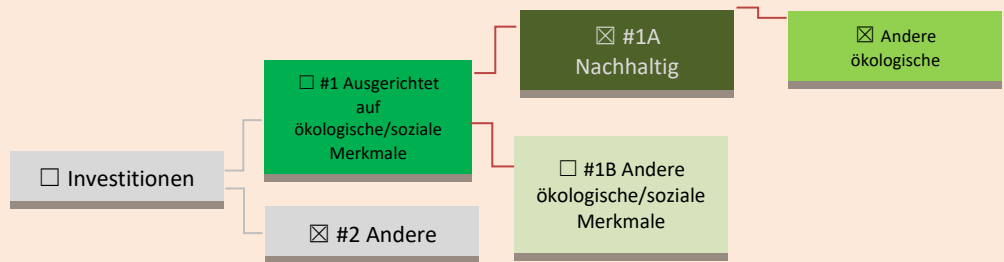 ☐ Investitionen
☐ #1 Ausgerichtet
auf
ökologische/soziale
Merkmale
☒ #2 Andere
☒ #1A
Nachhaltig
☐ #1B Andere
ökologische/soziale
Merkmale
☒ Andere
ökologische